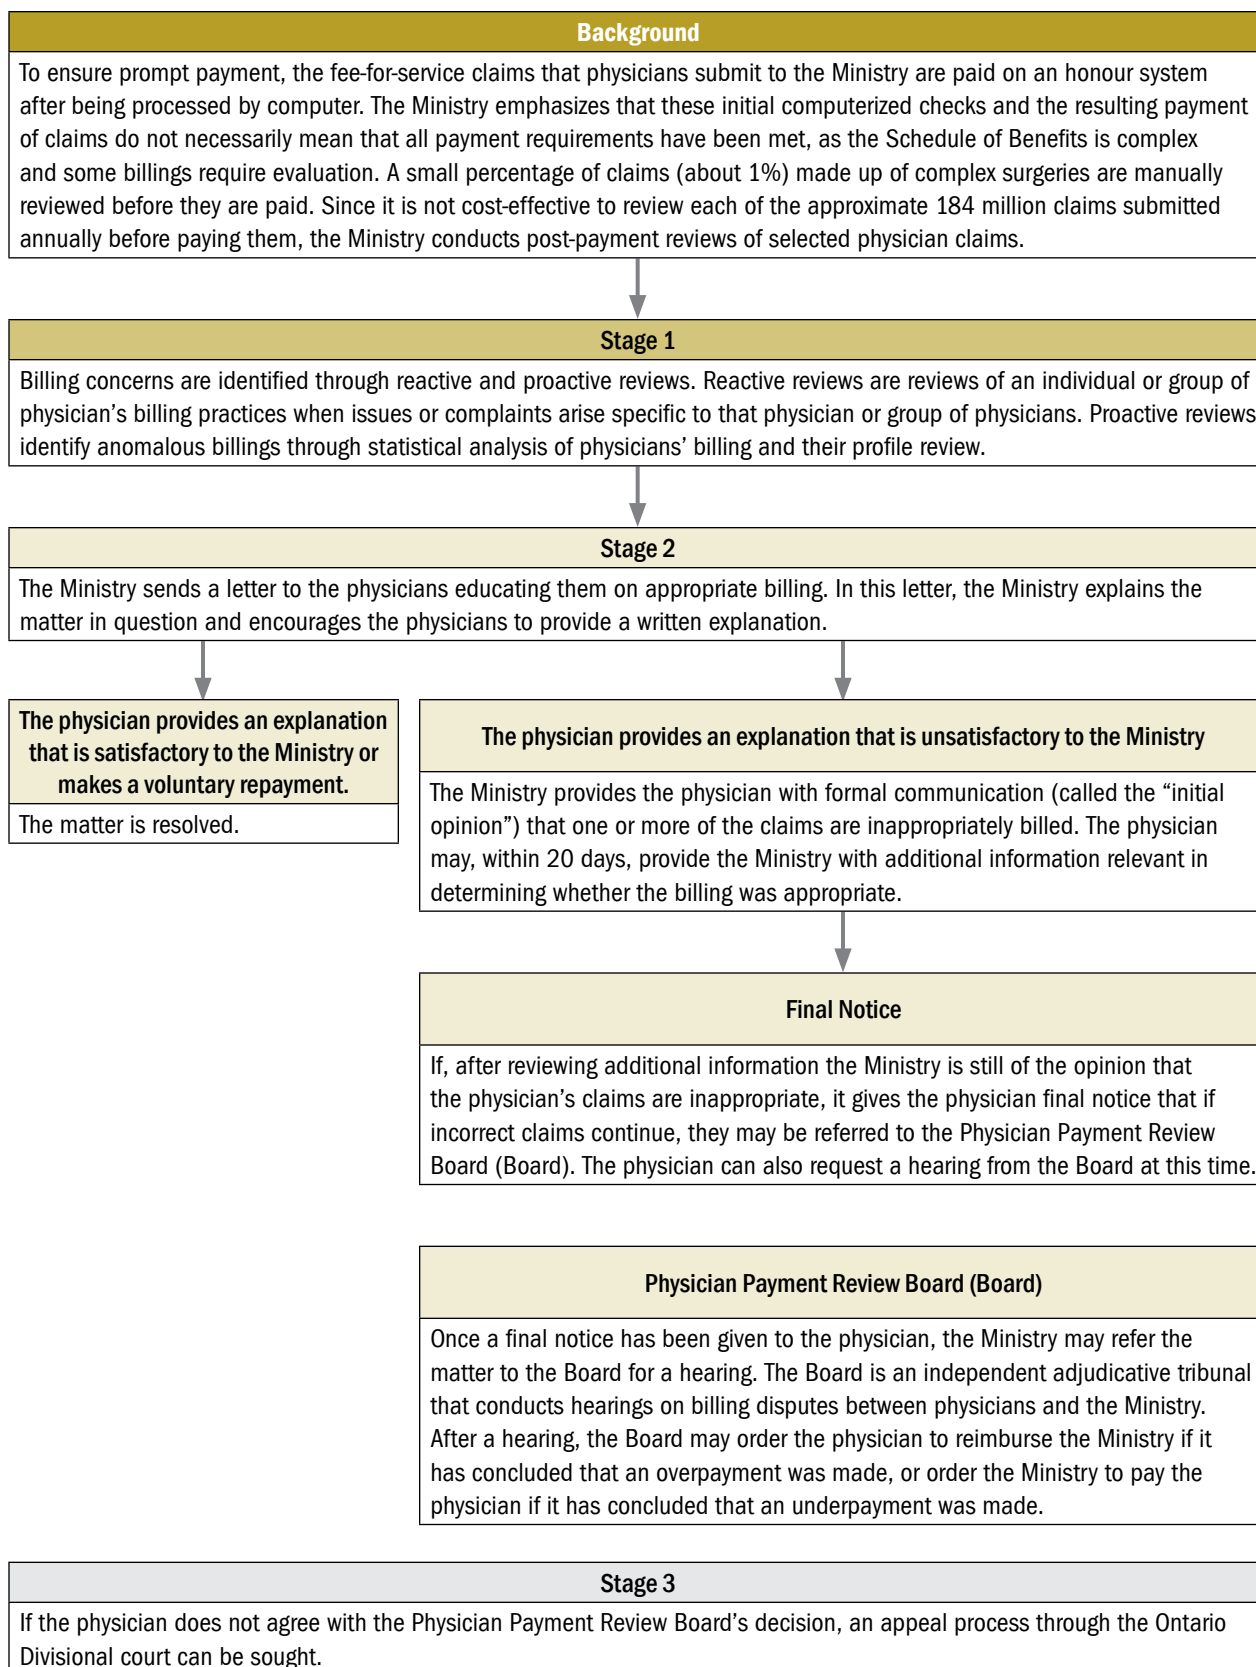 Background
To ensure prompt payment, the fee-for-service claims that physicians submit to the Ministry are paid on an honour system
after being processed by computer. The Ministry emphasizes that these initial computerized checks and the resulting payment
of claims do not necessarily mean that all payment requirements have been met, as the Schedule of Benefits is complex
and some billings require evaluation. A small percentage of claims (about 1%) made up of complex surgeries are manually
reviewed before they are paid. Since it is not cost-effective to review each of the approximate 184 million claims submitted
annually before paying them, the Ministry conducts post-payment reviews of selected physician claims.
Stage 1
Billing concerns are identified through reactive and proactive reviews. Reactive reviews are reviews of an individual or group of
physician’s billing practices when issues or complaints arise specific to that physician or group of physicians. Proactive reviews
identify anomalous billings through statistical analysis of physicians’ billing and their profile review.
Stage 2
The Ministry sends a letter to the physicians educating them on appropriate billing. In this letter, the Ministry explains the
matter in question and encourages the physicians to provide a written explanation.
The physician provides an explanation
that is satisfactory to the Ministry or
makes a voluntary repayment.
The matter is resolved.
The physician provides an explanation that is unsatisfactory to the Ministry
The Ministry provides the physician with formal communication (called the “initial
opinion”) that one or more of the claims are inappropriately billed. The physician
may, within 20 days, provide the Ministry with additional information relevant in
determining whether the billing was appropriate.
Final Notice
If, after reviewing additional information the Ministry is still of the opinion that
the physician’s claims are inappropriate, it gives the physician final notice that if
incorrect claims continue, they may be referred to the Physician Payment Review
Board (Board). The physician can also request a hearing from the Board at this time.
Physician Payment Review Board (Board)
Once a final notice has been given to the physician, the Ministry may refer the
matter to the Board for a hearing. The Board is an independent adjudicative tribunal
that conducts hearings on billing disputes between physicians and the Ministry.
After a hearing, the Board may order the physician to reimburse the Ministry if it
has concluded that an overpayment was made, or order the Ministry to pay the
physician if it has concluded that an underpayment was made.
Stage 3
If the physician does not agree with the Physician Payment Review Board’s decision, an appeal process through the Ontario
Divisional court can be sought.